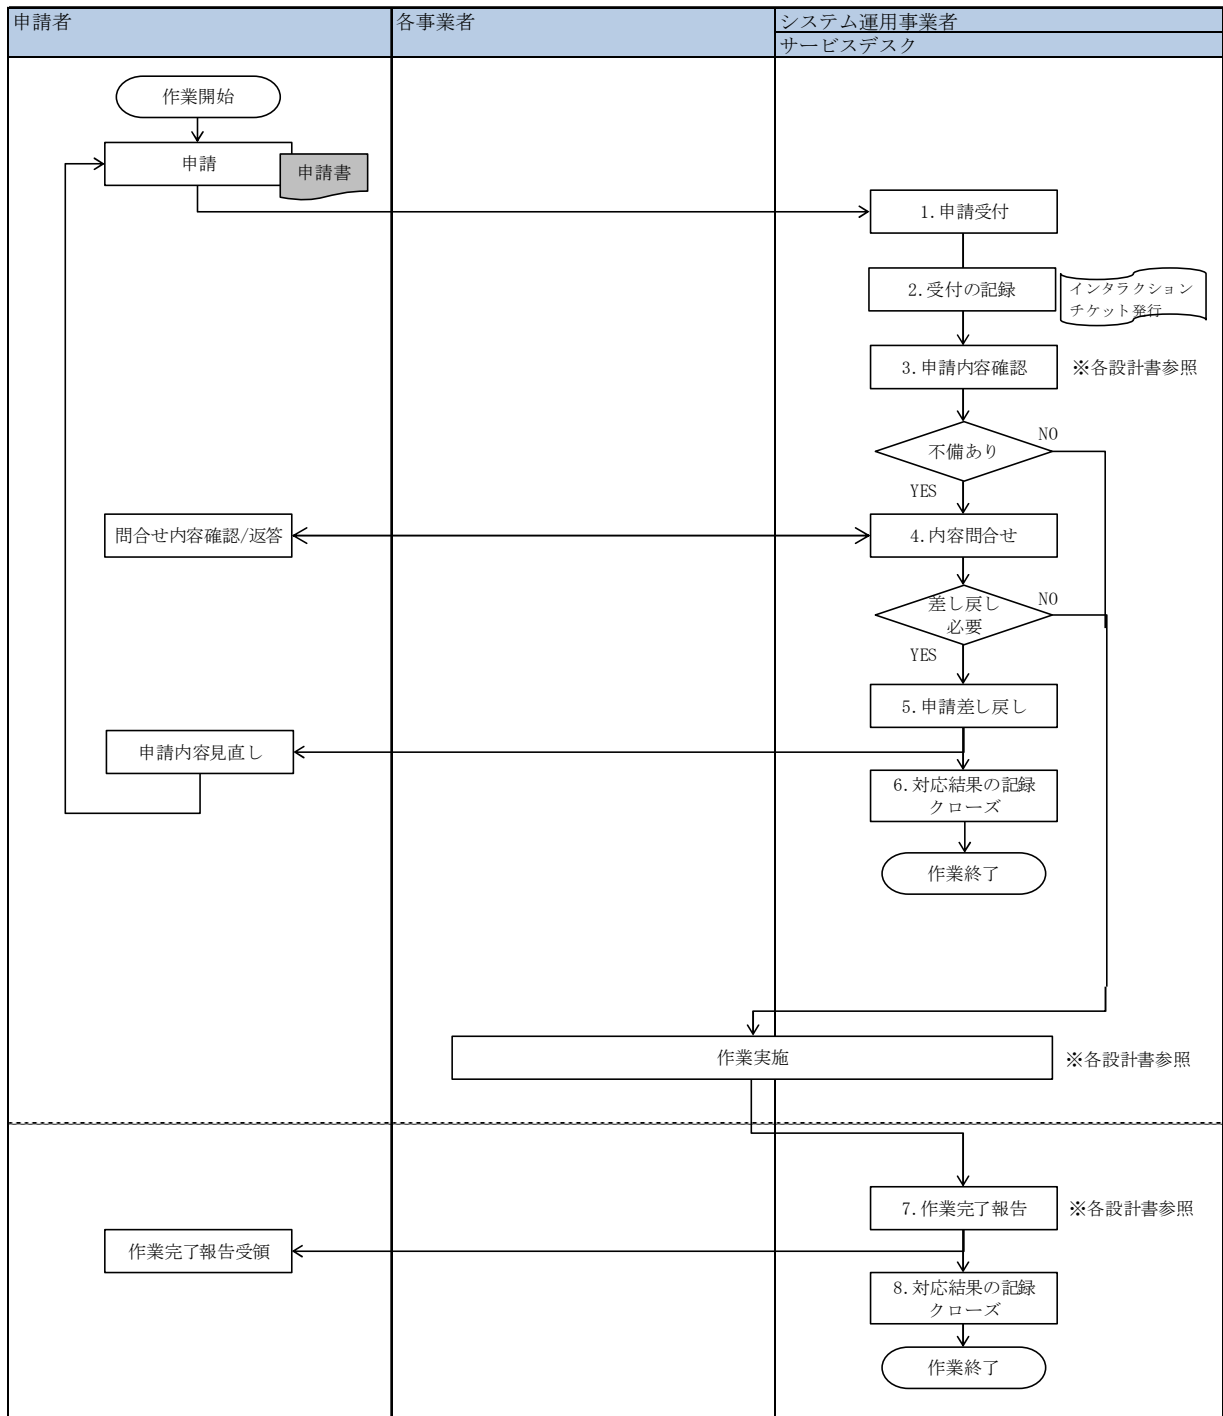 申請者
各事業者
システム運用事業者
サービスデスク
作業開始
申請
申請書
1.申請受付
2.受付の記録
インタラクション
チケット発行
3.申請内容確認
※各設計書参照
不備あり
NO
YES
問合せ内容確認/返答
4.内容問合せ
差し戻し
必要
NO
YES
5.申請差し戻し
申請内容見直し
6.対応結果の記録
クローズ
作業終了
作業実施
※各設計書参照
7.作業完了報告
※各設計書参照
作業完了報告受領
8.対応結果の記録
クローズ
作業終了